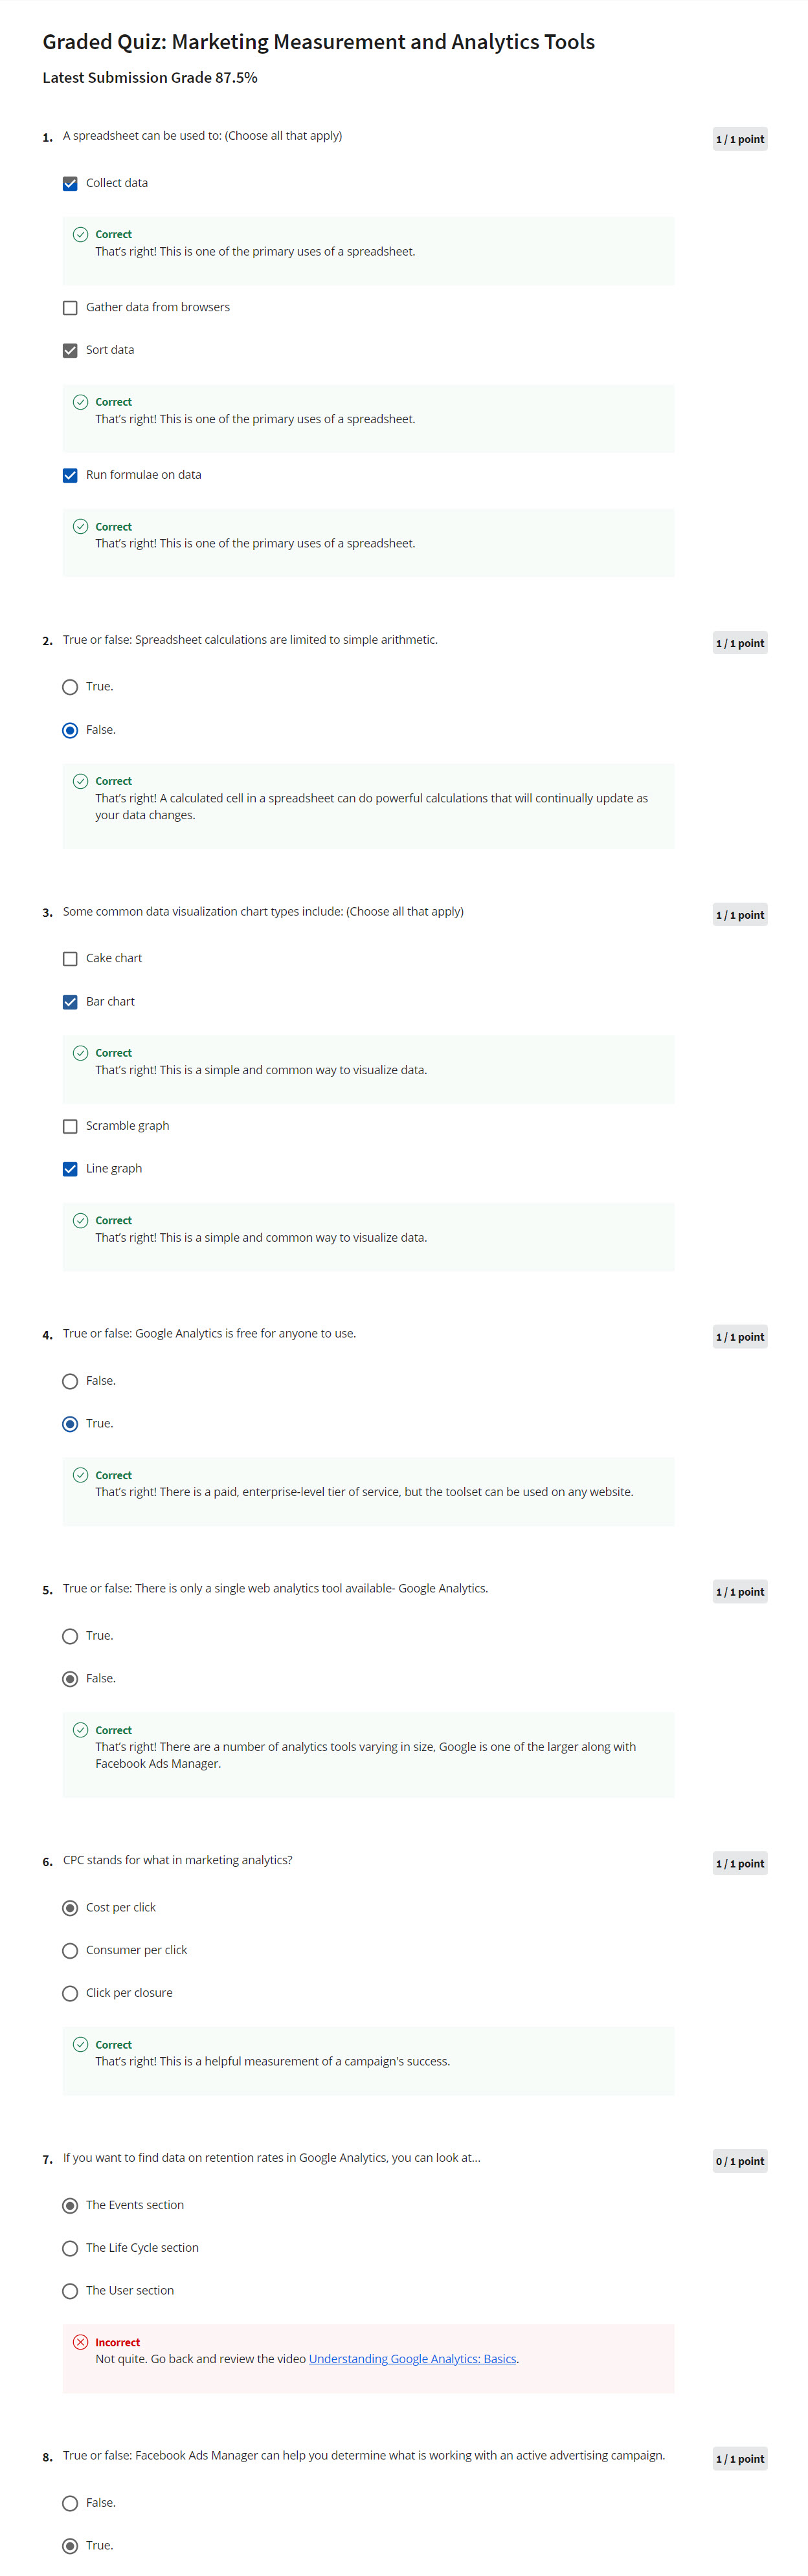 Graded Quiz: Marketing Measurement and Analytics Tools
Latest Submission Grade 87.5%
1. A spreadsheet can be used to: (Choose all that apply)
1 / 1 point
Collect data
Correct
That's right! This is one of the primary uses of a spreadsheet.
Gather data from browsers
Sort data
Correct
That's right! This is one of the primary uses of a spreadsheet.
Run formulae on data
Correct
That's right! This is one of the primary uses of a spreadsheet.
2. True or false: Spreadsheet calculations are limited to simple arithmetic.
1 / 1 point
True.
False.
Correct
That's right! A calculated cell in a spreadsheet can do powerful calculations that will continually update as
your data changes.
3. Some common data visualization chart types include: (Choose all that apply)
1 / 1 point
Cake chart
Bar chart
Correct
That's right! This is a simple and common way to visualize data.
Scramble graph
Line graph
Correct
That's right! This is a simple and common way to visualize data.
4. True or false: Google Analytics is free for anyone to use.
1 / 1 point
False.
True.
Correct
That's right! There is a paid, enterprise-level tier of service, but the toolset can be used on any website.
5. True or false: There is only a single web analytics tool available- Google Analytics.
1 / 1 point
True.
False.
Correct
That's right! There are a number of analytics tools varying in size, Google is one of the larger along with
Facebook Ads Manager.
6. CPC stands for what in marketing analytics?
1 / 1 point
Cost per click
Consumer per click
Click per closure
Correct
That's right! This is a helpful measurement of a campaign's success.
7. If you want to find data on retention rates in Google Analytics, you can look at...
0 / 1 point
The Events section
The Life Cycle section
The User section
Incorrect
Not quite. Go back and review the video Understanding Google Analytics: Basics.
8. True or false: Facebook Ads Manager can help you determine what is working with an active advertising campaign.
1 / 1 point
False.
True.